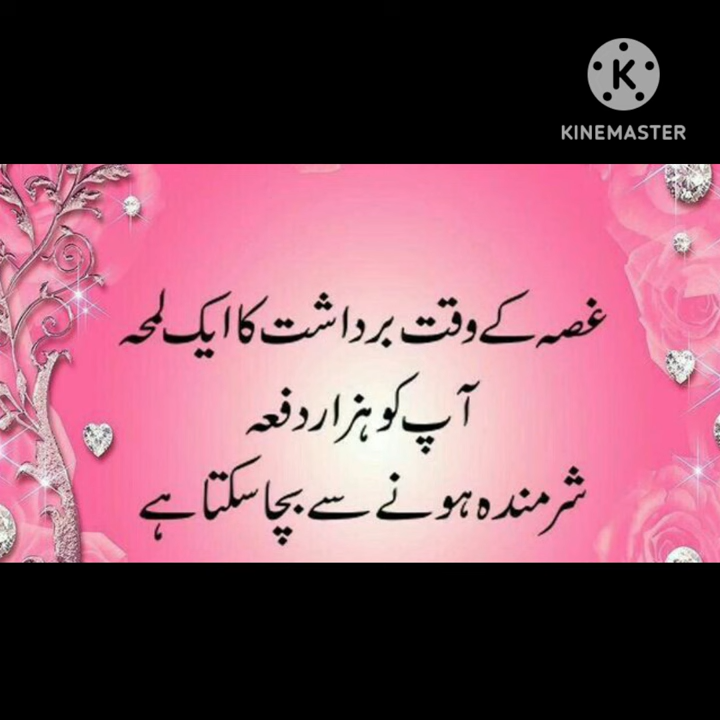 KINEMASTER
غصہ کے وقت برداشت کا ایک لمحہ
آپ کو ہزار دفعہ
شرمندہ ہونے سے بچا سکتا ہے